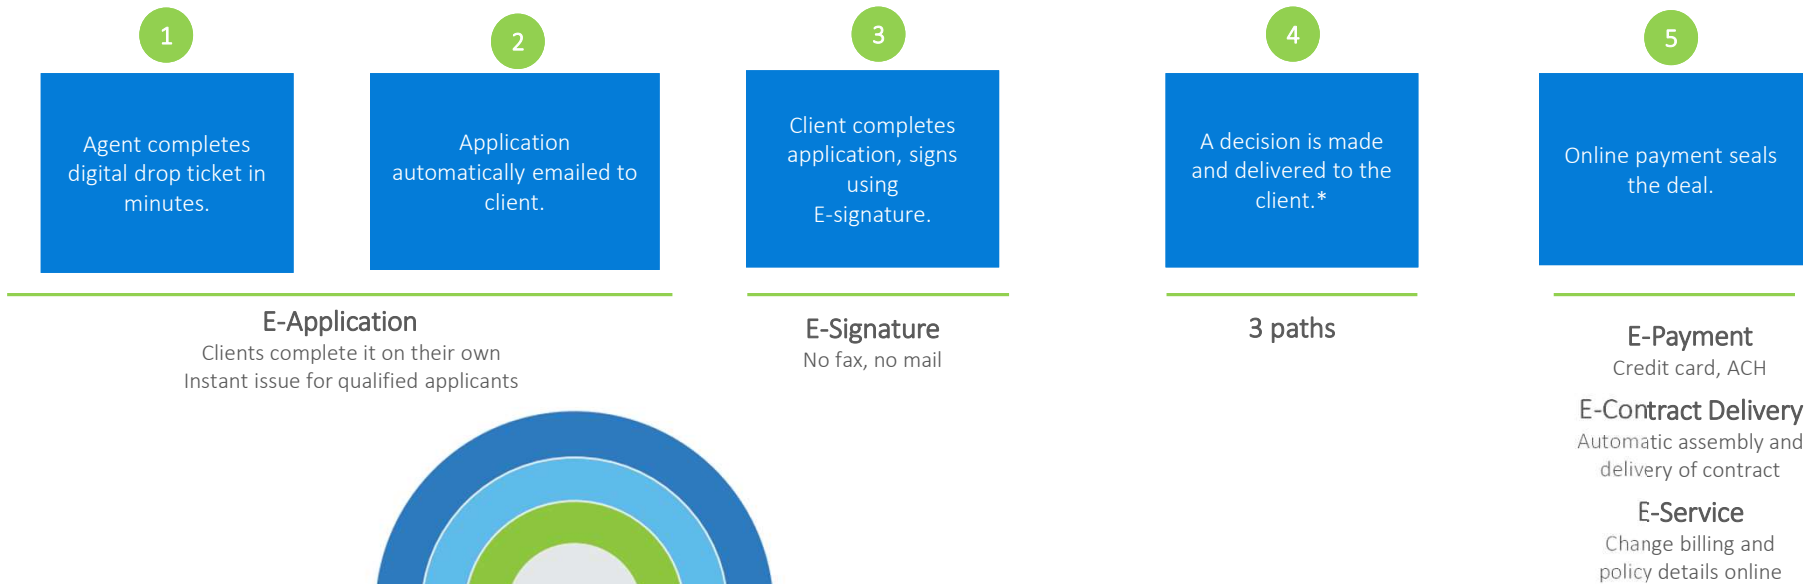 1
Agent completes
digital drop ticket in
minutes.
2
Application
automatically emailed to
client.
3
Client completes
application, signs
using
E-signature.
4
A decision is made
and delivered to the
client.*
5
Online payment seals
the deal.
E-Application
Clients complete it on their own
Instant issue for qualified applicants
E-Signature
No fax, no mail
3 paths
E-Payment
Credit card, ACH
E-Contract Delivery
Automatic assembly and
delivery of contract
E-Service
Change billing and
policy details online